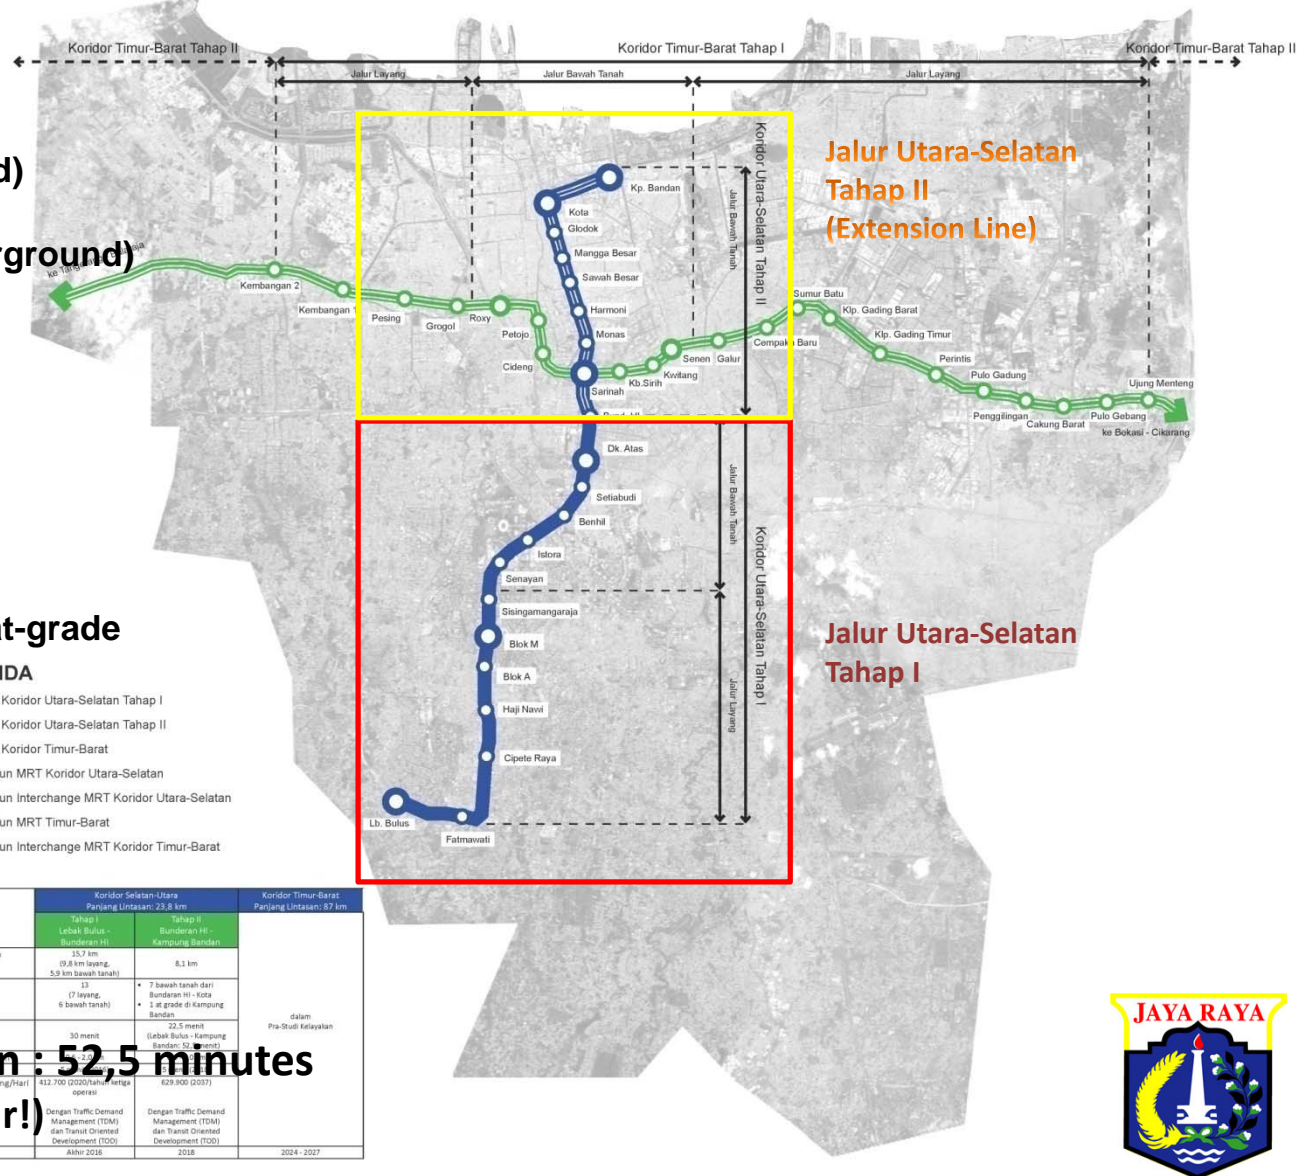 Koridor Timur-Barat Tahap II
Koridor Timur-Barat Tahap I
Koridor Timur-Barat Tahap II
Jalur Layang
Jalur Bawah Tanah
Jalur Layang
d)
rground)
Kp. Bandan
Kota
Glodok
Mangga Besar
Sawah Besar
Harmoni
Monas
Sarinah
Kembangan 2
Pesing
Grogol
Roxy
Petojo
Cideng
Kb.Sirih
Kwitang
Senen
Galur
Cempaka Baru
Sumur Batu
Klp. Gading Barat
Klp. Gading Timur
Perintis
Pulo Gadung
Penggilingan
Cakung Barat
Pulo Gebang
Ujung Menteng
ke Bekasi - Cikarang
Koridor Utara-Selatan Tahap II
Jalur Bawah Tanah
Jalur Utara-Selatan
Tahap II
(Extension Line)
Dk. Atas
Setiabudi
Benhil
Istora
Senayan
Sisingamangaraja
Blok M
Blok A
Haji Nawi
Cipete Raya
Lb. Bulus
Fatmawati
Jalur Bawah Tanah
Koridor Utara-Selatan Tahap I
Jalur Layang
Jalur Utara-Selatan
Tahap I
at-grade
NDA
Koridor Utara-Selatan Tahap I
Koridor Utara-Selatan Tahap II
Koridor Timur-Barat
un MRT Koridor Utara-Selatan
un Interchange MRT Koridor Utara-Selatan
un MRT Timur-Barat
un Interchange MRT Koridor Timur-Barat
Koridor Selatan-Utara
Panjang Lintasan: 23,8 km
Koridor Timur-Barat
Panjang Lintasan: 87 km
Tahap I
Lebak Bulus -
Bunderan HI
Tahap II
Bunderan HI -
Kampung Bandan
15,7 km
(9,8 km layang,
5,9 km bawah tanah)
8,1 km
13
(7 layang,
6 bawah tanah)
• 7 bawah tanah dari
Bundaran HI - Kota
• 1 at grade di Kampung
Bandan
dalam
Pra-Studi Kelayakan
30 menit
22,5 menit
(Lebak Bulus - Kampung
n : 52,5 minutes
ng/Hari
412.700 (2020/tahun ketiga
operasi
629.900 (2037)
r!)
Dengan Traffic Demand
Management (TDM)
dan Transit Oriented
Development (TOD)
Dengan Traffic Demand
Management (TDM)
dan Transit Oriented
Development (TOD)
Akhir 2016
2018
2024 - 2027
JAYA RAYA